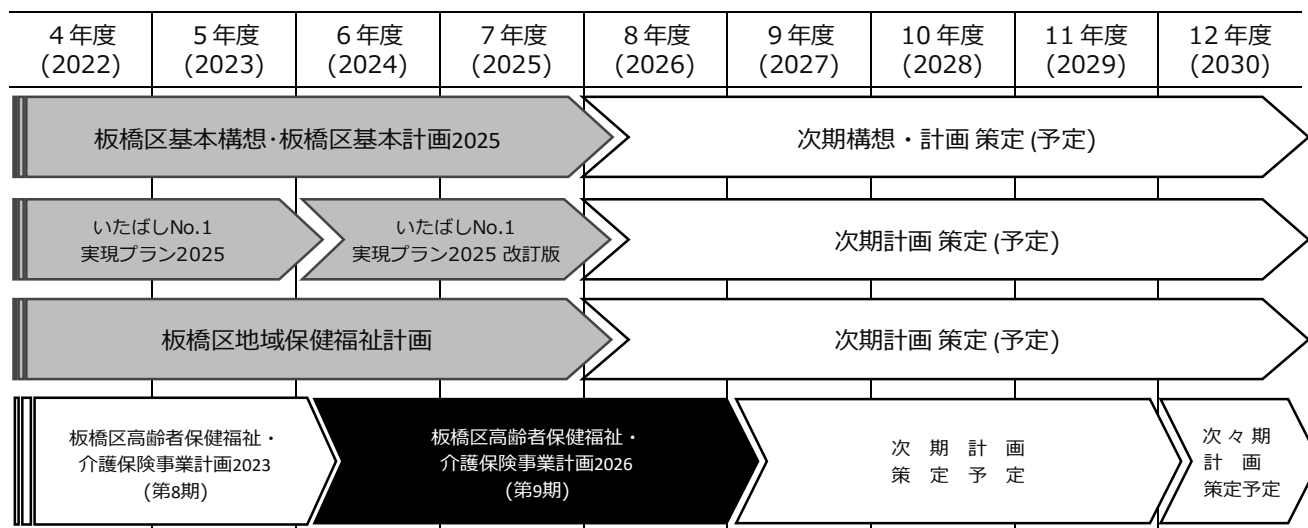 4年度 5年度 6年度 7年度 8年度 9年度 10年度 11年度 12年度
(2022) (2023) (2024) (2025) (2026) (2027) (2028) (2029) (2030)
板橋区基本構想・板橋区基本計画2025 次期構想・計画 策定 (予定)
いたばしNo.1
実現プラン2025
いたばしNo.1
実現プラン2025 改訂版
次期計画 策定 (予定)
板橋区地域保健福祉計画 次期計画 策定 (予定)
板橋区高齢者保健福祉・
介護保険事業計画2023
(第8期)
板橋区高齢者保健福祉・
介護保険事業計画2026
(第9期)
次期計画
策定予定
次々期
計画
策定予定